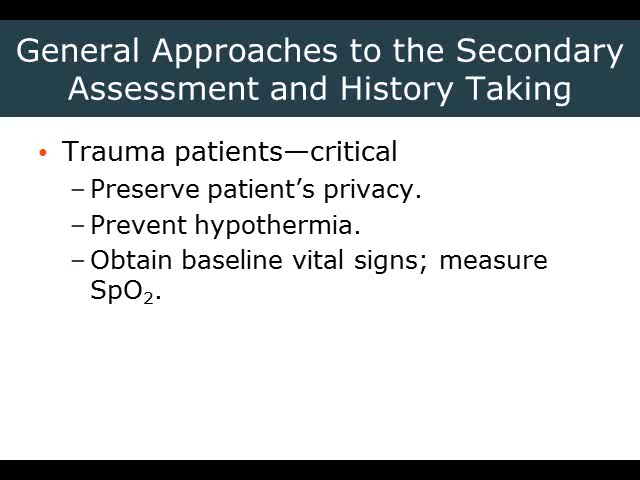 General Approaches to the Secondary
Assessment and History Taking
• Trauma patients—critical
– Preserve patient’s privacy.
– Prevent hypothermia.
– Obtain baseline vital signs; measure
SpO₂.